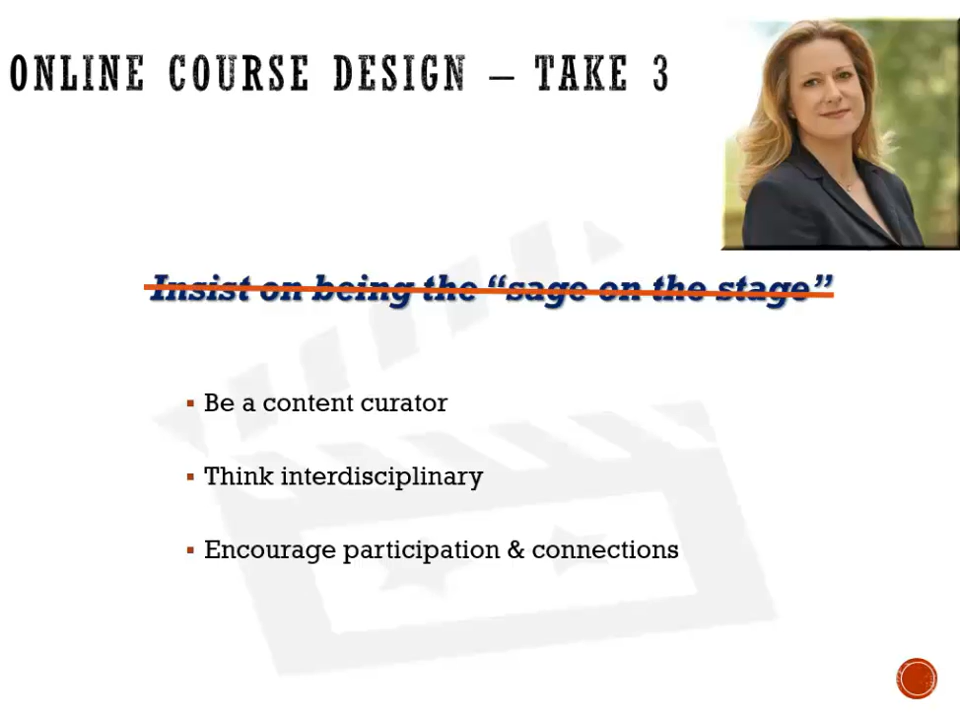 ONLINE COURSE DESIGN – TAKE 3
Insist on being the “sage on the stage”
▪ Be a content curator
▪ Think interdisciplinary
▪ Encourage participation & connections